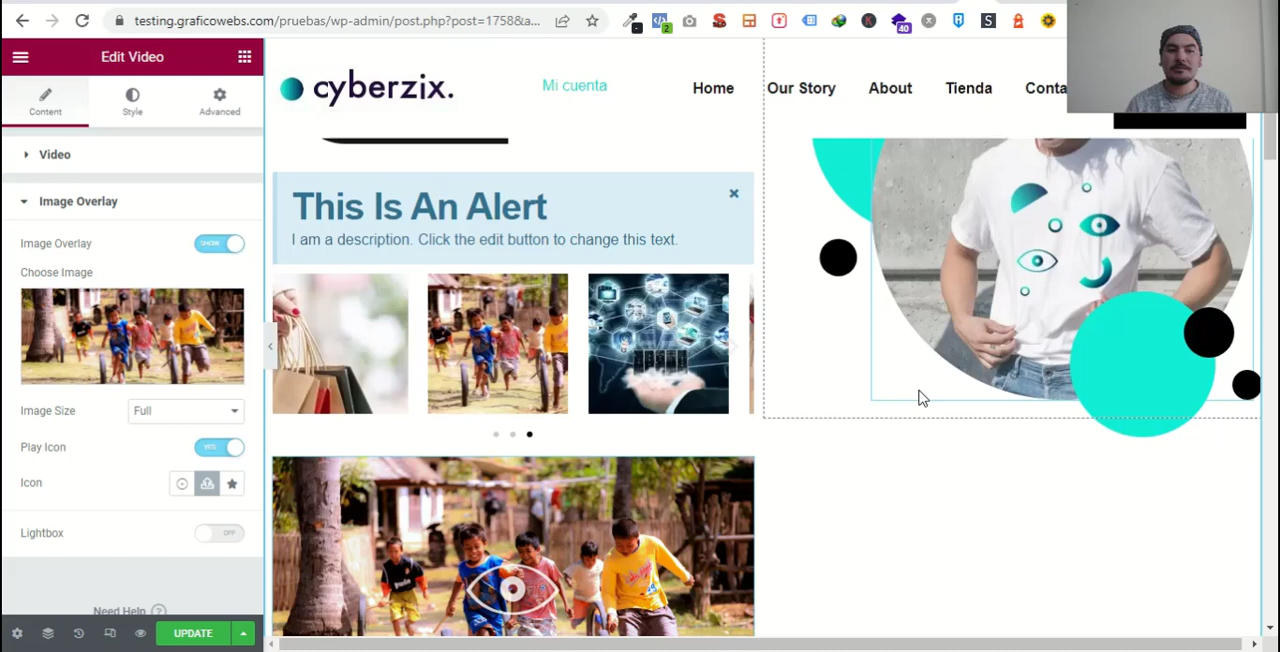 testing.graficowebs.com/pruebas/wp-admin/post.php?post=1758&a...
2
40
S
Edit Video
Content
Style
Advanced
Video
Image Overlay
Image Overlay
SHOW
Choose Image
Image Size
Full
Play Icon
YES
Icon
Lightbox
OFF
Need Help
UPDATE
cyberzix.
Mi cuenta
Home
Our Story
About
Tienda
Conta
This Is An Alert
I am a description. Click the edit button to change this text.